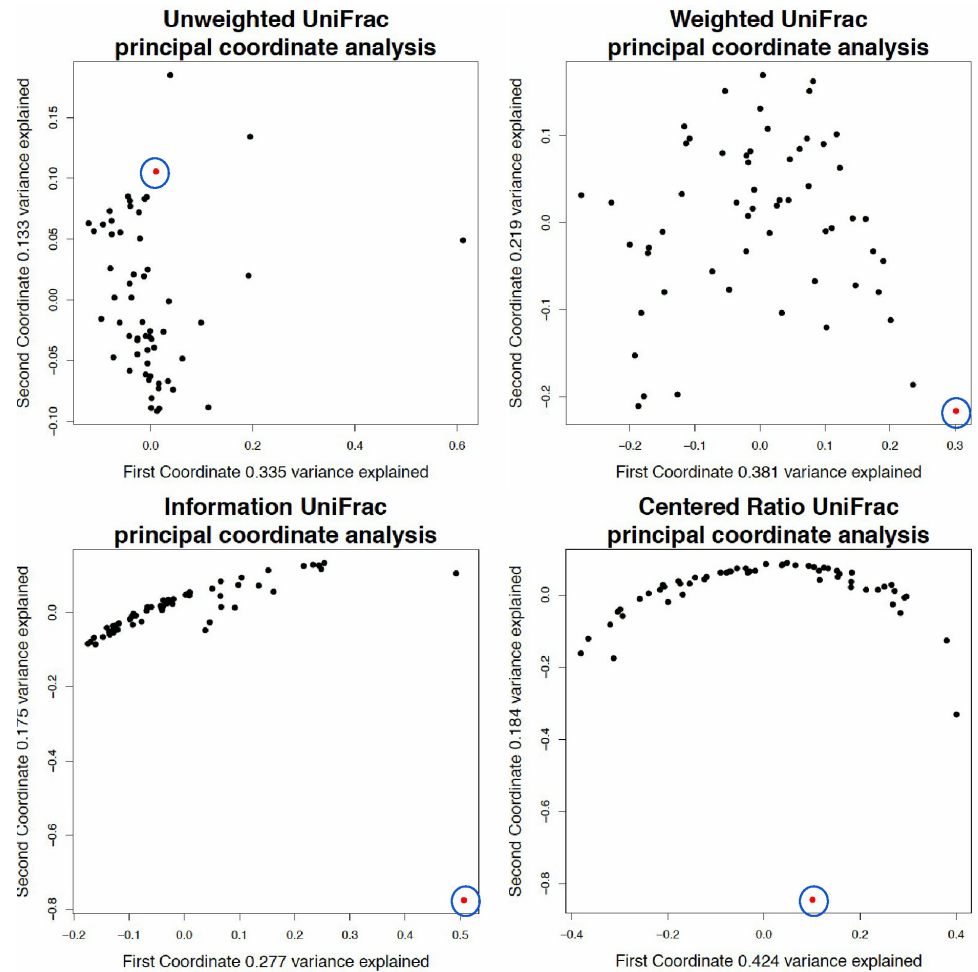 Unweighted UniFrac
principal coordinate analysis
Second Coordinate 0.133 variance explained
0.15
0.10
0.05
0.00
−0.05
−0.10
0.0
0.2
0.4
0.6
First Coordinate 0.335 variance explained
Weighted UniFrac
principal coordinate analysis
Second Coordinate 0.219 variance explained
0.1
0.0
−0.1
−0.2
−0.2
−0.1
0.0
0.1
0.2
0.3
First Coordinate 0.381 variance explained
Information UniFrac
principal coordinate analysis
Second Coordinate 0.175 variance explained
0.0
−0.2
−0.4
−0.6
−0.8
−0.2
−0.1
0.0
0.1
0.2
0.3
0.4
0.5
First Coordinate 0.277 variance explained
Centered Ratio UniFrac
principal coordinate analysis
Second Coordinate 0.184 variance explained
0.0
−0.2
−0.4
−0.6
−0.8
−0.4
−0.2
0.0
0.2
0.4
First Coordinate 0.424 variance explained